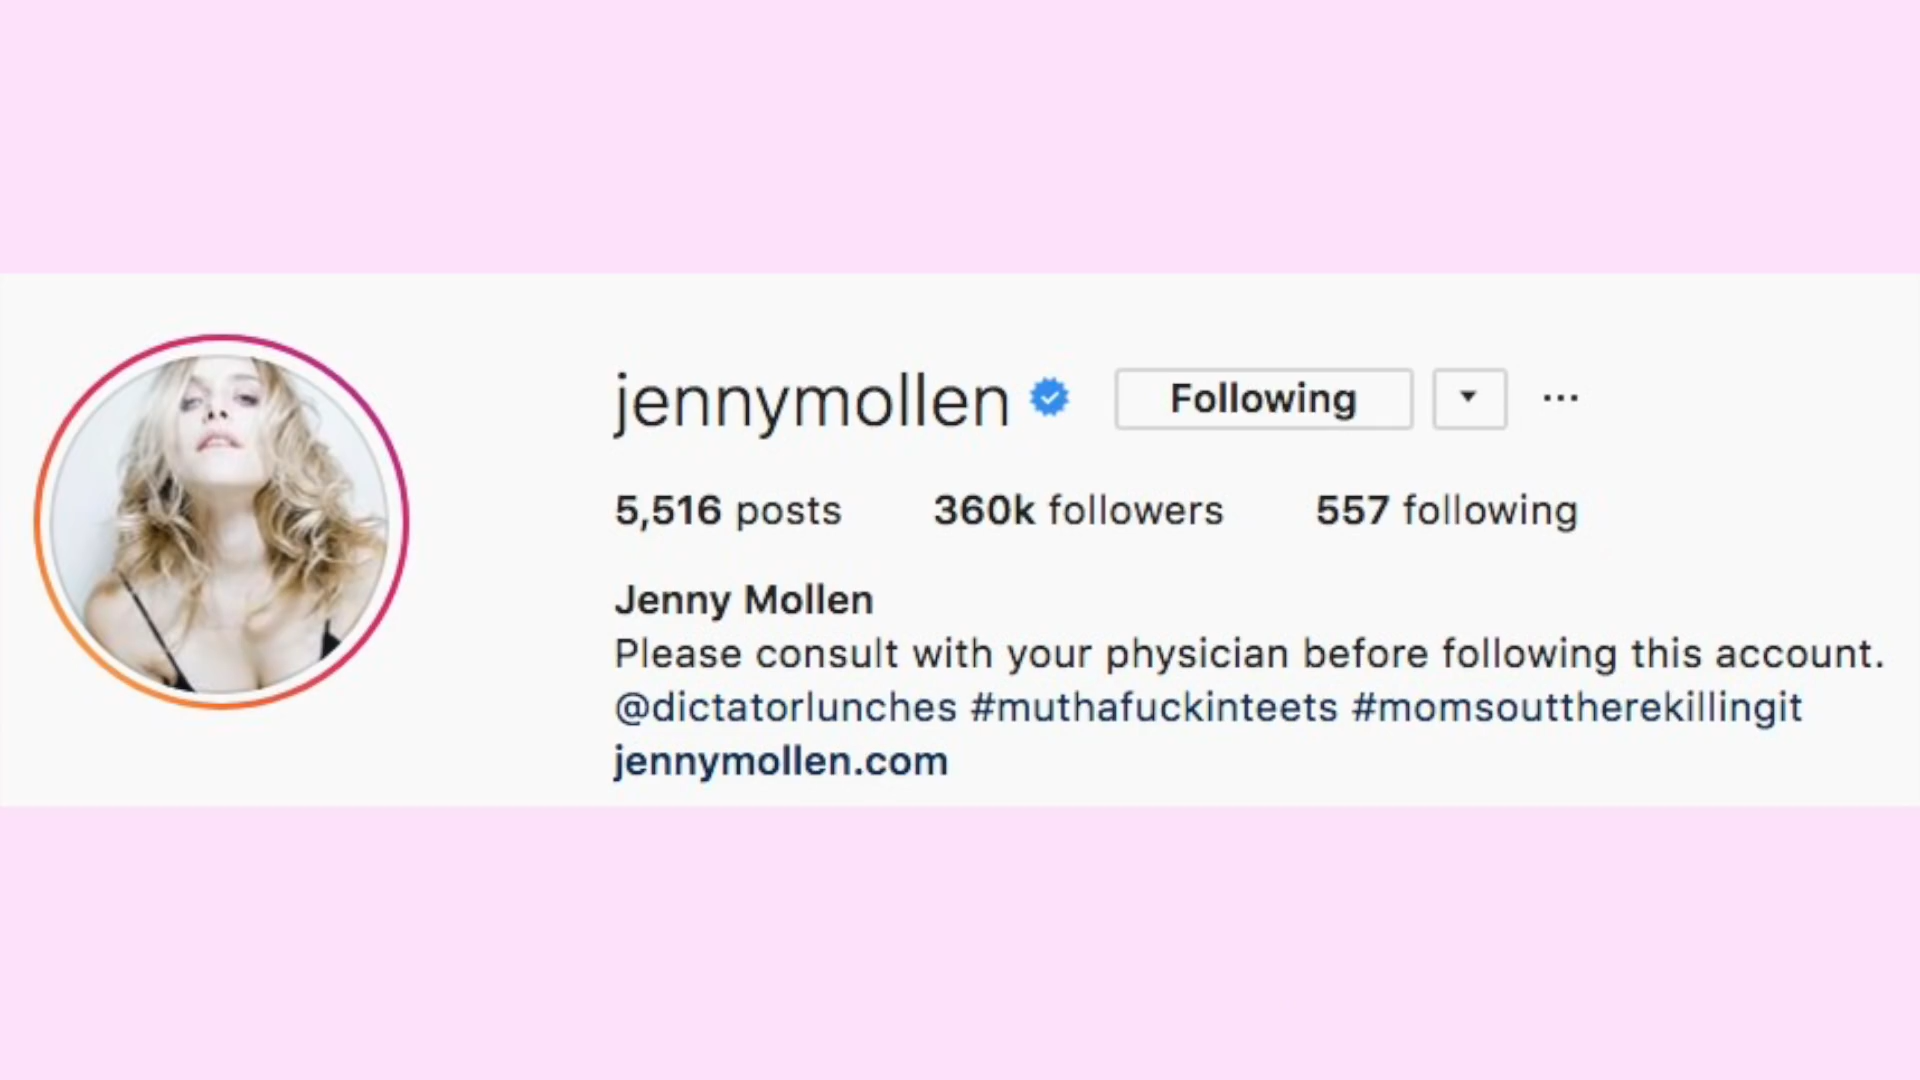 jennymollen Following ...
5,516 posts 360k followers 557 following
Jenny Mollen
Please consult with your physician before following this account.
@dictatorlunches #muthafuckinteets #momsouttherekillingit
jennymollen.com